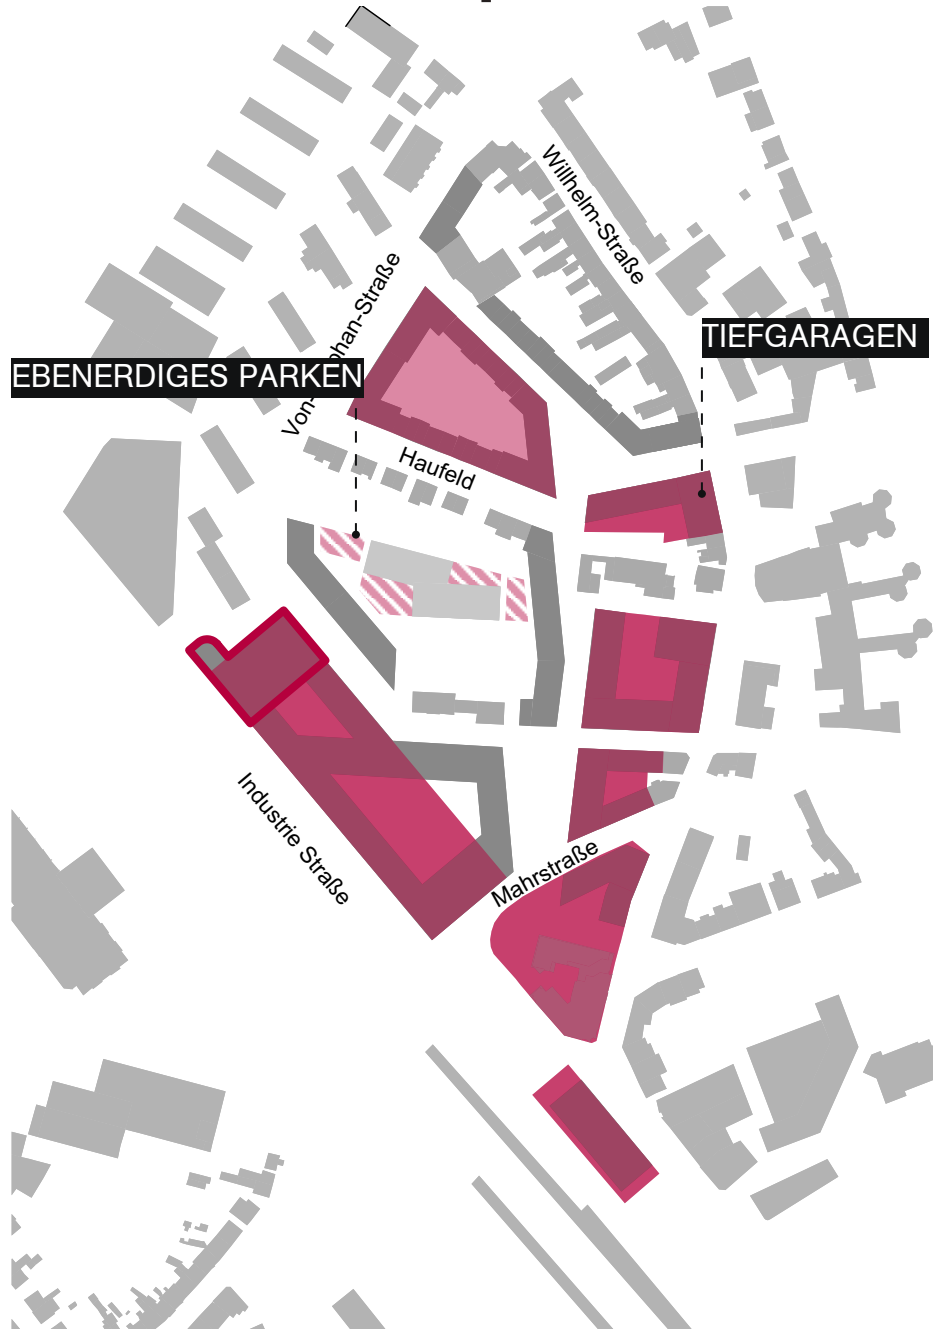 Willhelm-Straße
TIEFGARAGEN
EBENERDIGES PARKEN
Haufeld
Industrie Straße
Mahrstraße